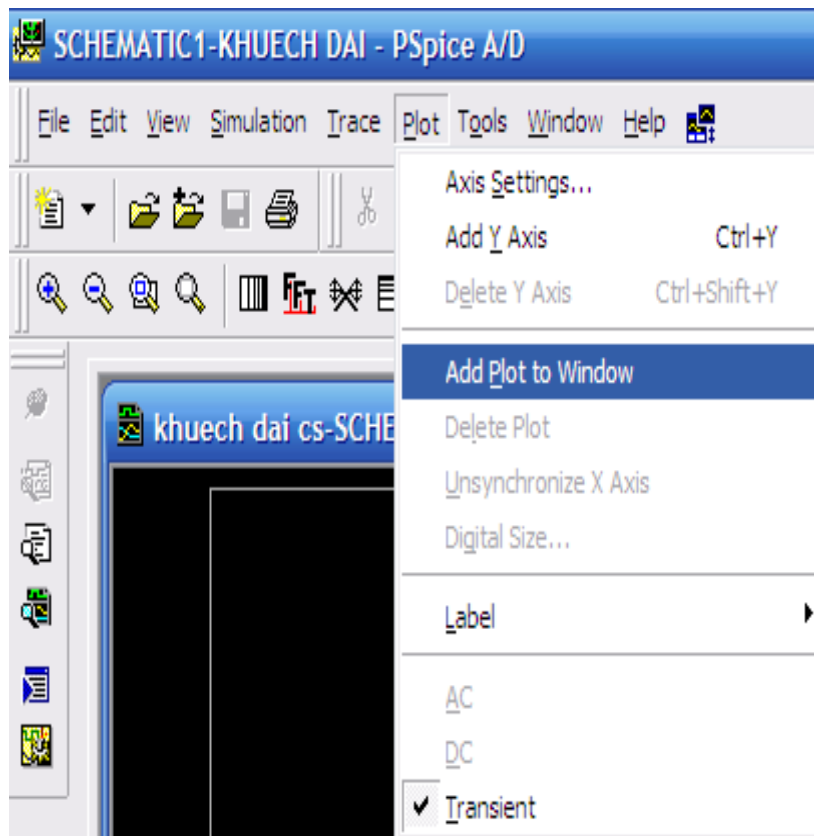 SCHEMATIC1-KHUECH DAI - PSpice A/D
File Edit View Simulation Trace Plot Tools Window Help
Axis Settings...
Add Y Axis Ctrl+Y
Delete Y Axis Ctrl+Shift+Y
FFT
Add Plot to Window
Delete Plot
khuech dai cs-SCHE
Unsynchronize X Axis
Digital Size...
Label
AC
DC
Transient